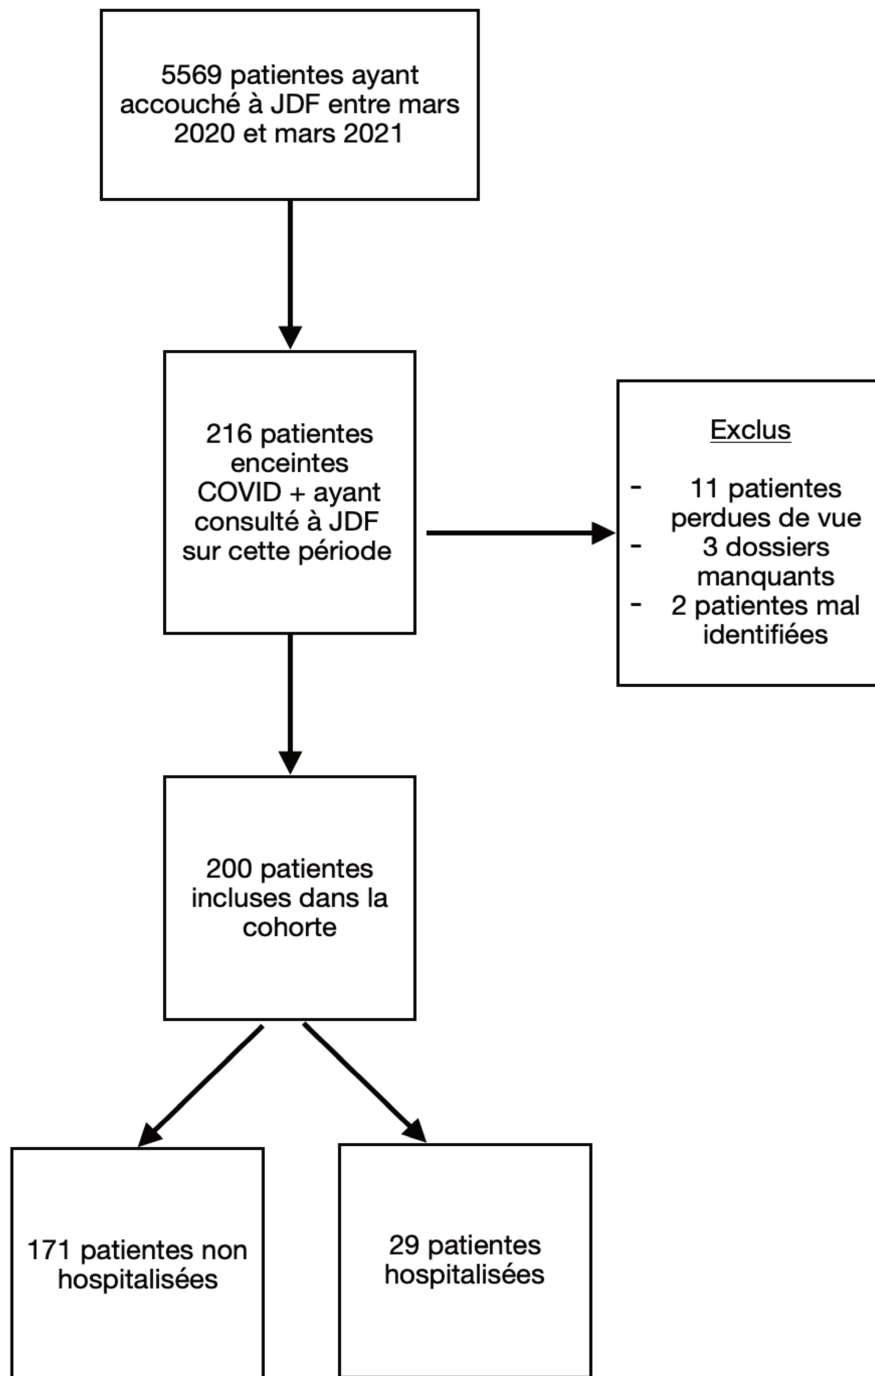 5569 patientes ayant
accouché à JDF entre mars
2020 et mars 2021
216 patientes
enceintes
COVID + ayant
consulté à JDF
sur cette période
Exclus
- 11 patientes
perdues de vue
- 3 dossiers
manquants
- 2 patientes mal
identifiées
200 patientes
incluses dans la
cohorte
171 patientes non
hospitalisées
29 patientes
hospitalisées